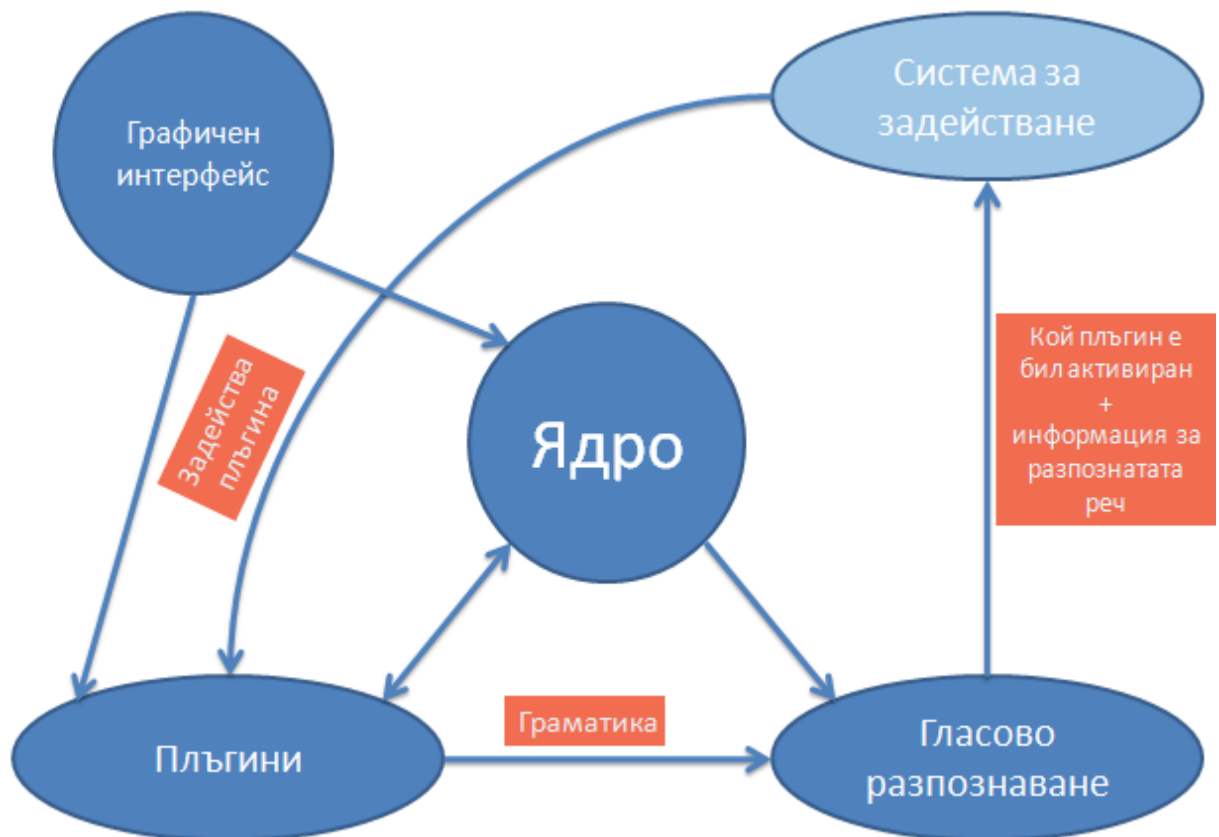 Графичен
интерфейс
Система за
задействане
Задейства
плъгина
Ядро
Кой плъгин е
бил активиран
+
информация за
разпознатата
реч
Плъгини
Граматика
Гласово
разпознаване